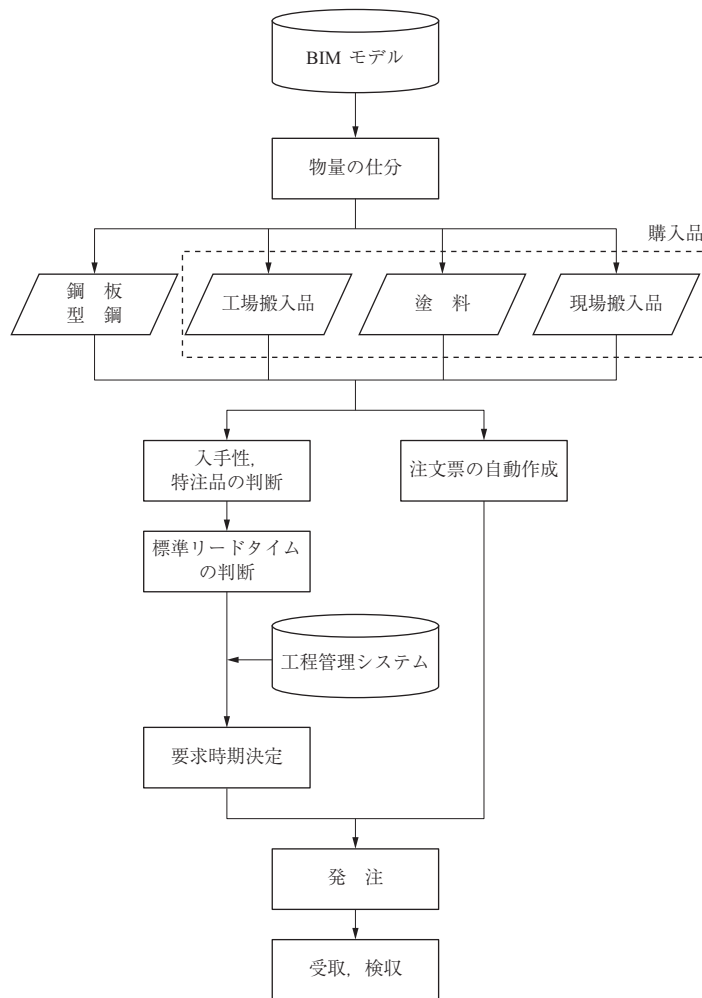 BIM モデル
物量の仕分
購入品
鋼 板
型 鋼
工場搬入品
塗 料
現場搬入品
入手性,
特注品の判断
注文票の自動作成
標準リードタイム
の判断
工程管理システム
要求時期決定
発 注
受取, 検収